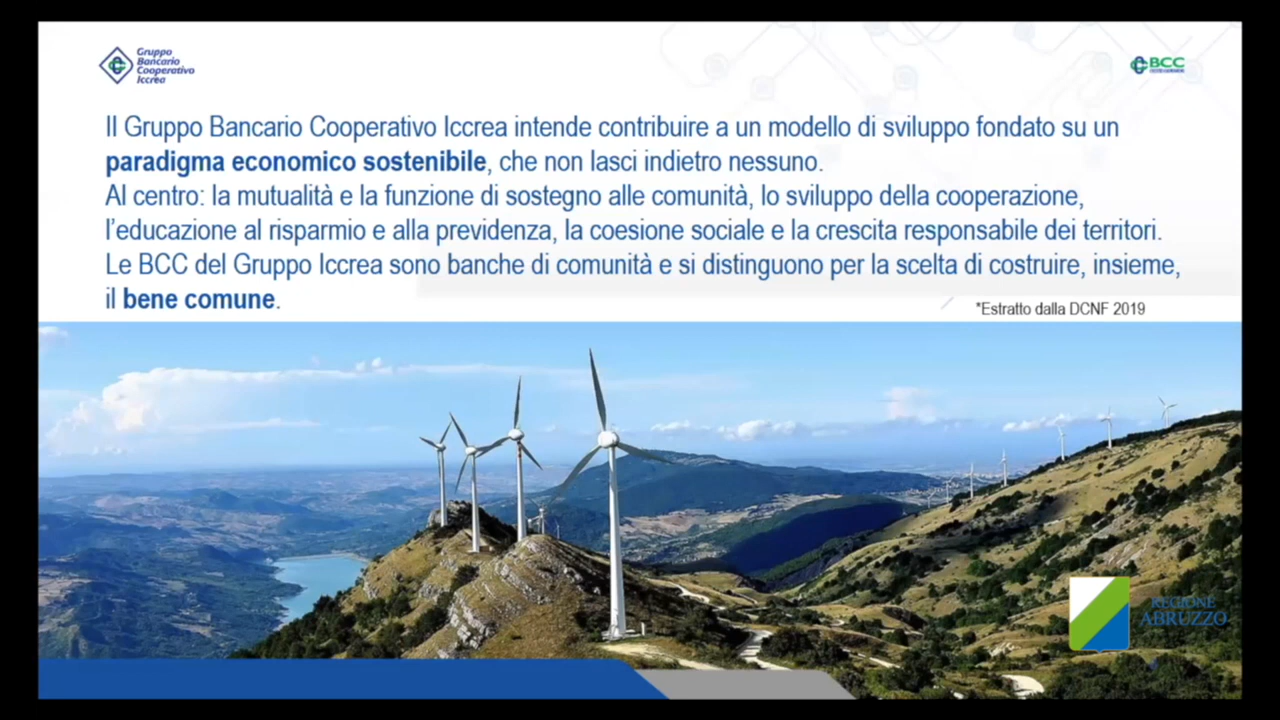 Gruppo
Bancario
Cooperativo
Iccrea
BCC
Il Gruppo Bancario Cooperativo Iccrea intende contribuire a un modello di sviluppo fondato su un
paradigma economico sostenibile, che non lasci indietro nessuno.
Al centro: la mutualità e la funzione di sostegno alle comunità, lo sviluppo della cooperazione,
l’educazione al risparmio e alla previdenza, la coesione sociale e la crescita responsabile dei territori.
Le BCC del Gruppo Iccrea sono banche di comunità e si distinguono per la scelta di costruire, insieme,
il bene comune.
*Estratto dalla DCNF 2019
REGIONE
ABRUZZO